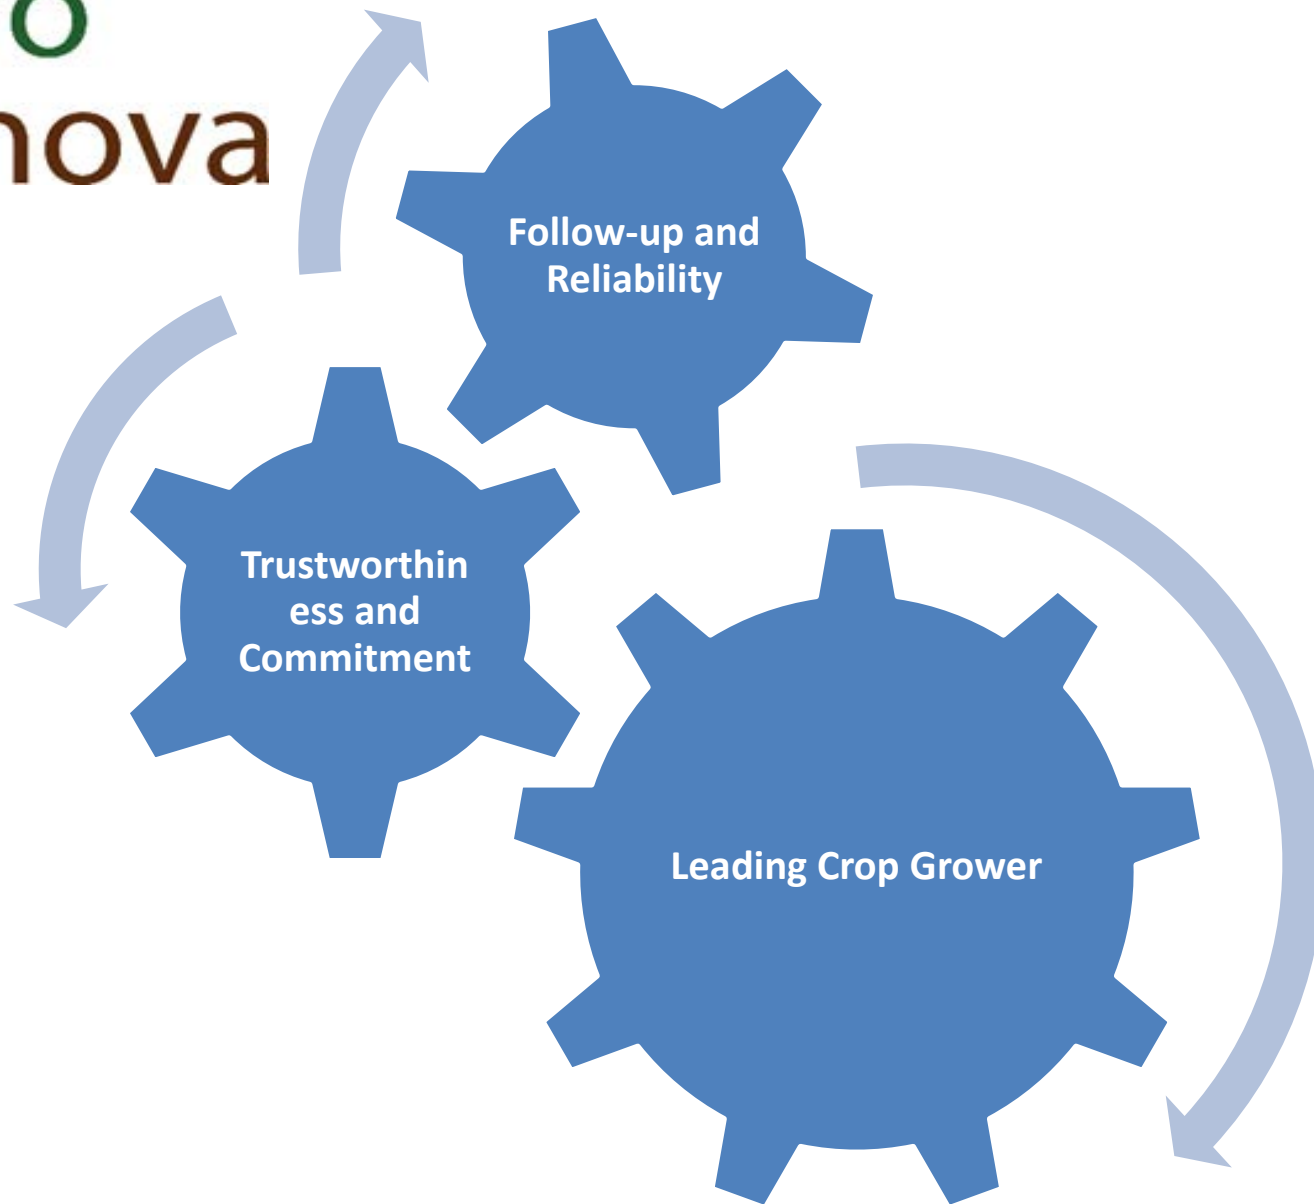 o
nova
Follow-up and
Reliability
Trustworthin
ess and
Commitment
Leading Crop Grower